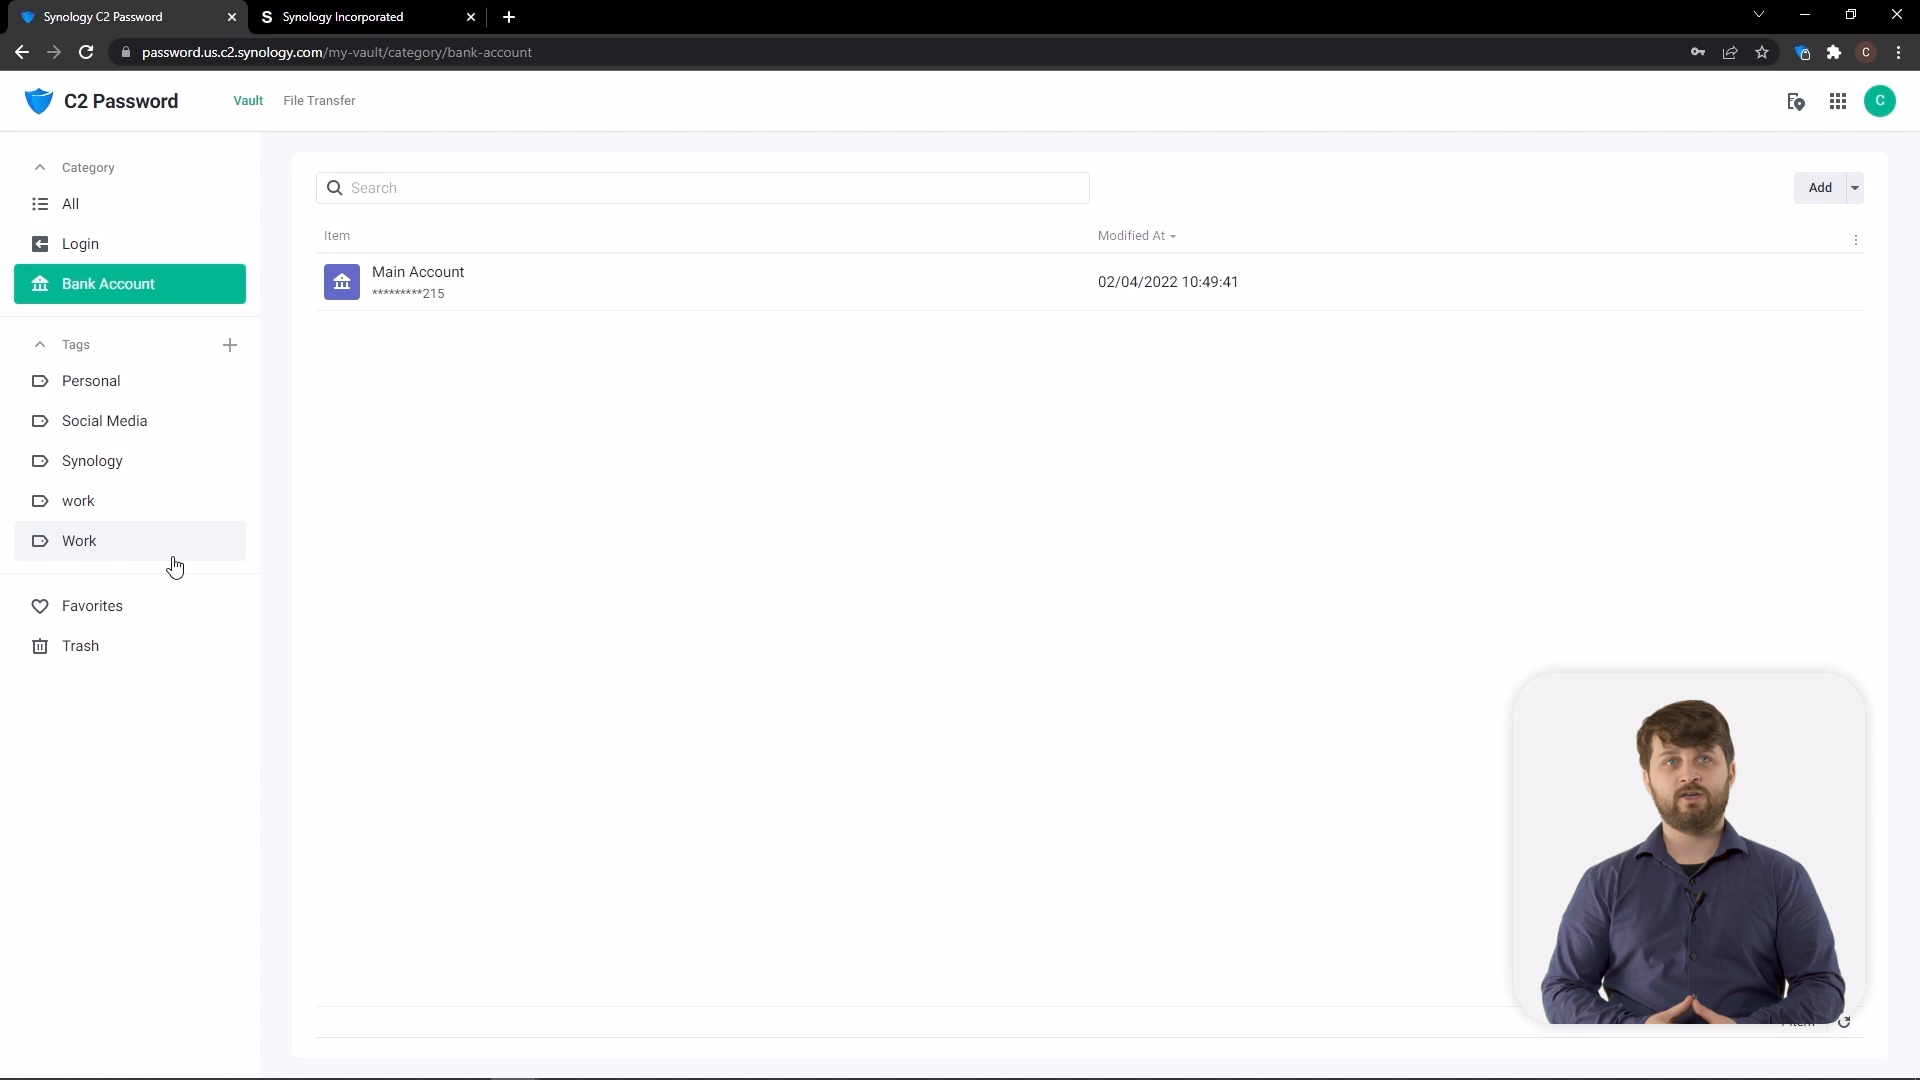 Synology C2 Password
Synology Incorporated
password.us.c2.synology.com/my-vault/category/bank-account
C
C2 Password
Vault
File Transfer
C
Category
All
Login
Bank Account
Tags
Personal
Social Media
Synology
work
Work
Favorites
Trash
Search
Add
Item
Modified At
Main Account
*********215
02/04/2022 10:49:41